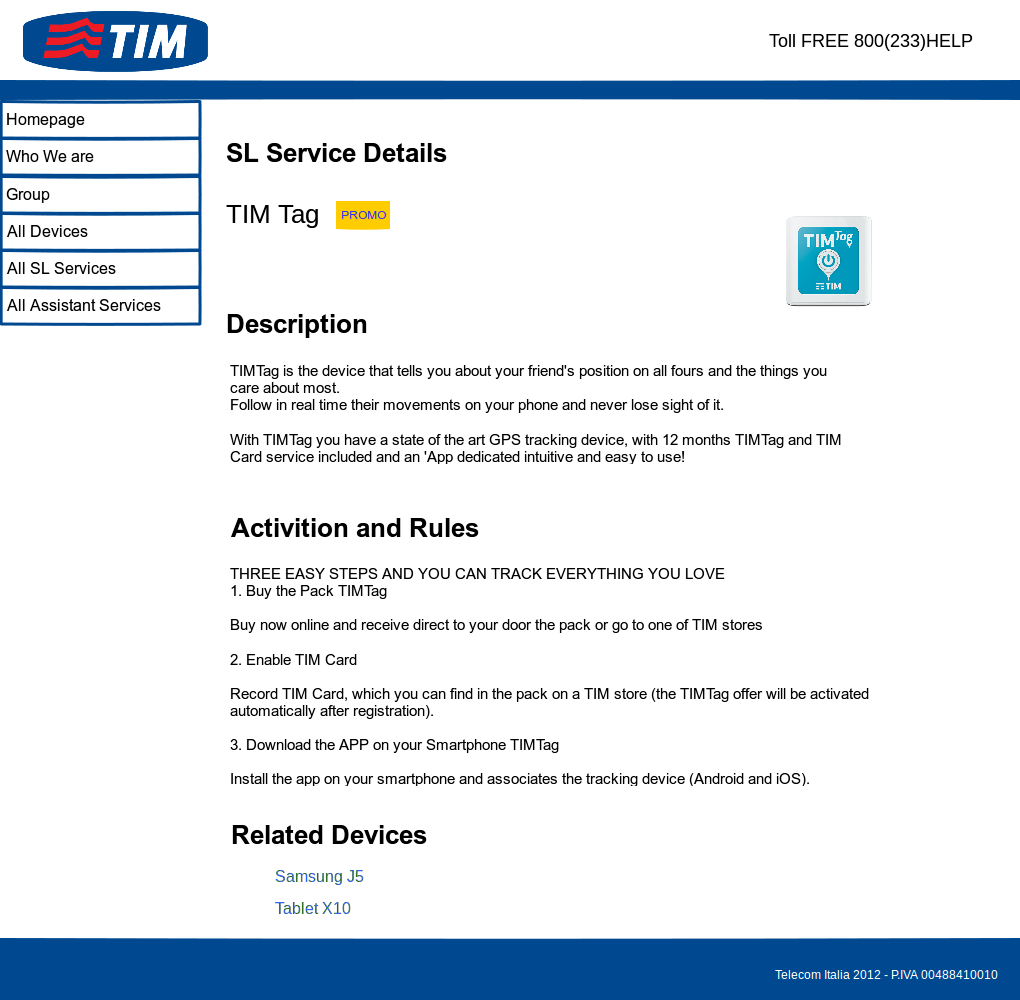 TIM
Toll FREE 800(233)HELP
Homepage
Who We are
Group
All Devices
All SL Services
All Assistant Services
SL Service Details
TIM Tag
PROMO
TIM Tag
TIM
Description
TIMTag is the device that tells you about your friend's position on all fours and the things you
care about most.
Follow in real time their movements on your phone and never lose sight of it.
With TIMTag you have a state of the art GPS tracking device, with 12 months TIMTag and TIM
Card service included and an 'App dedicated intuitive and easy to use!
Activition and Rules
THREE EASY STEPS AND YOU CAN TRACK EVERYTHING YOU LOVE
1. Buy the Pack TIMTag
Buy now online and receive direct to your door the pack or go to one of TIM stores
2. Enable TIM Card
Record TIM Card, which you can find in the pack on a TIM store (the TIMTag offer will be activated
automatically after registration).
3. Download the APP on your Smartphone TIMTag
Install the app on your smartphone and associates the tracking device (Android and iOS).
Related Devices
Samsung J5
Tablet X10
Telecom Italia 2012 - P.IVA 00488410010